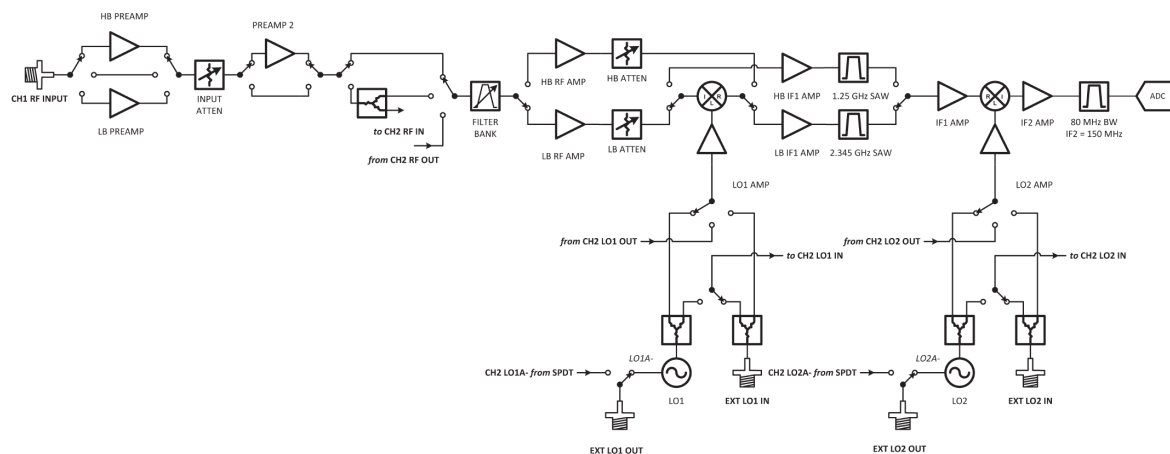 HB PREAMP
PREAMP 2
CH1 RF INPUT
LB PREAMP
INPUT
ATTEN
to CH2 RF IN
from CH2 RF OUT
FILTER
BANK
HB RF AMP
HB ATTEN
LB RF AMP
LB ATTEN
I
R
L
HB IF1 AMP
1.25 GHz SAW
LB IF1 AMP
2.345 GHz SAW
IF1 AMP
R
I
L
IF2 AMP
80 MHz BW
IF2 = 150 MHz
ADC
LO1 AMP
LO2 AMP
from CH2 LO1 OUT
to CH2 LO1 IN
from CH2 LO2 OUT
to CH2 LO2 IN
LO1A-
CH2 LO1A- from SPDT
LO1
EXT LO1 IN
EXT LO1 OUT
LO2A-
CH2 LO2A- from SPDT
LO2
EXT LO2 IN
EXT LO2 OUT